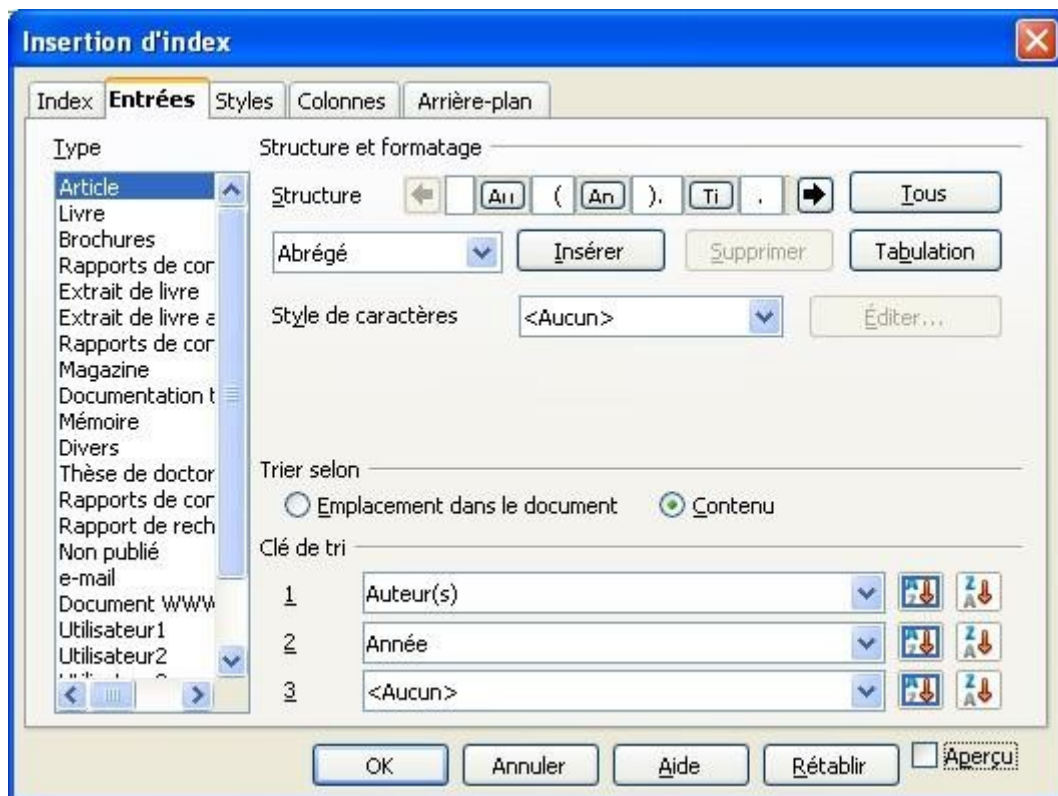 Insertion d'index
Index Entrées Styles Colonnes Arrière-plan
Type
Article
Livre
Brochures
Rapports de cor
Extrait de livre
Extrait de livre a
Rapports de cor
Magazine
Documentation t
Mémoire
Divers
Thèse de doctor
Rapports de cor
Rapport de rech
Non publié
e-mail
Document WWW
Utilisateur1
Utilisateur2
Structure et formatage
Structure Au ( An ). Ti . Tous
Abrégé Insérer Supprimer Tabulation
Style de caractères <Aucun> Éditer...
Trier selon
Emplacement dans le document Contenu
Clé de tri
1 Auteur(s)
2 Année
3 <Aucun>
OK Annuler Aide Rétablir Aperçu